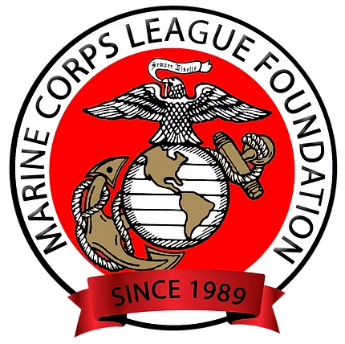 MARINE CORPS LEAGUE FOUNDATION
Semper Fidelis
SINCE 1989